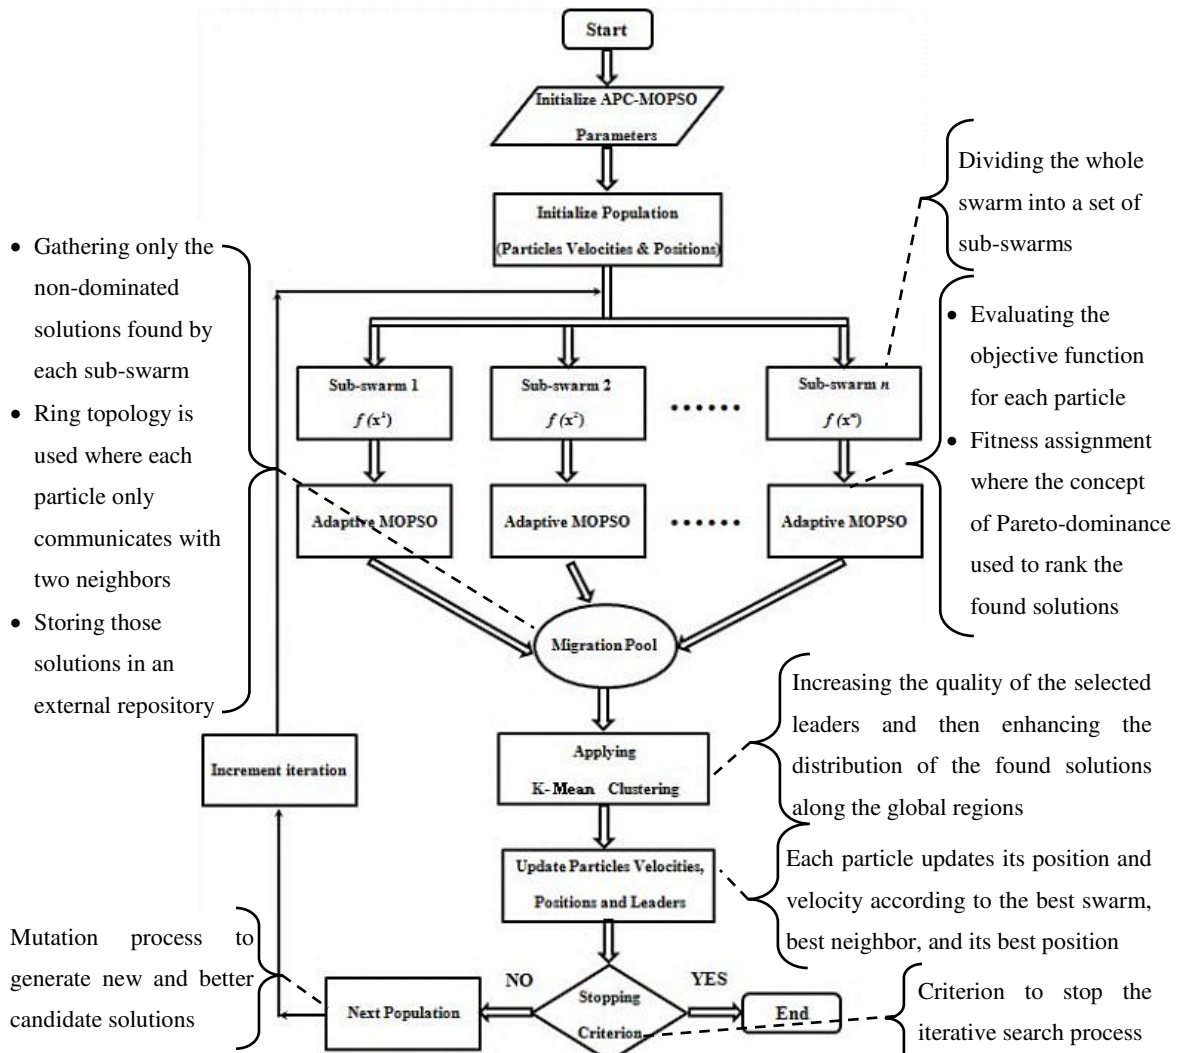 Start
Initialize APC-MOPSO
Parameters
Initialize Population
(Particles Velocities & Positions)
Dividing the whole
swarm into a set of
sub-swarms
• Gathering only the
non-dominated
solutions found by
each sub-swarm
• Ring topology is
used where each
particle only
communicates with
two neighbors
• Storing those
solutions in an
external repository
Sub-swarm 1
f (x¹)
Sub-swarm 2
f (x²)
......
Sub-swarm n
f (xⁿ)
• Evaluating the
objective function
for each particle
• Fitness assignment
where the concept
of Pareto-dominance
used to rank the
found solutions
Adaptive MOPSO
Adaptive MOPSO
......
Adaptive MOPSO
Migration Pool
Increasing the quality of the selected
leaders and then enhancing the
distribution of the found solutions
along the global regions
Applying
K-Mean Clustering
Increment iteration
Update Particles Velocities,
Positions and Leaders
Each particle updates its position and
velocity according to the best swarm,
best neighbor, and its best position
Mutation process to
generate new and better
candidate solutions
Next Population
NO
Stopping
Criterion
YES
End
Criterion to stop the
iterative search process